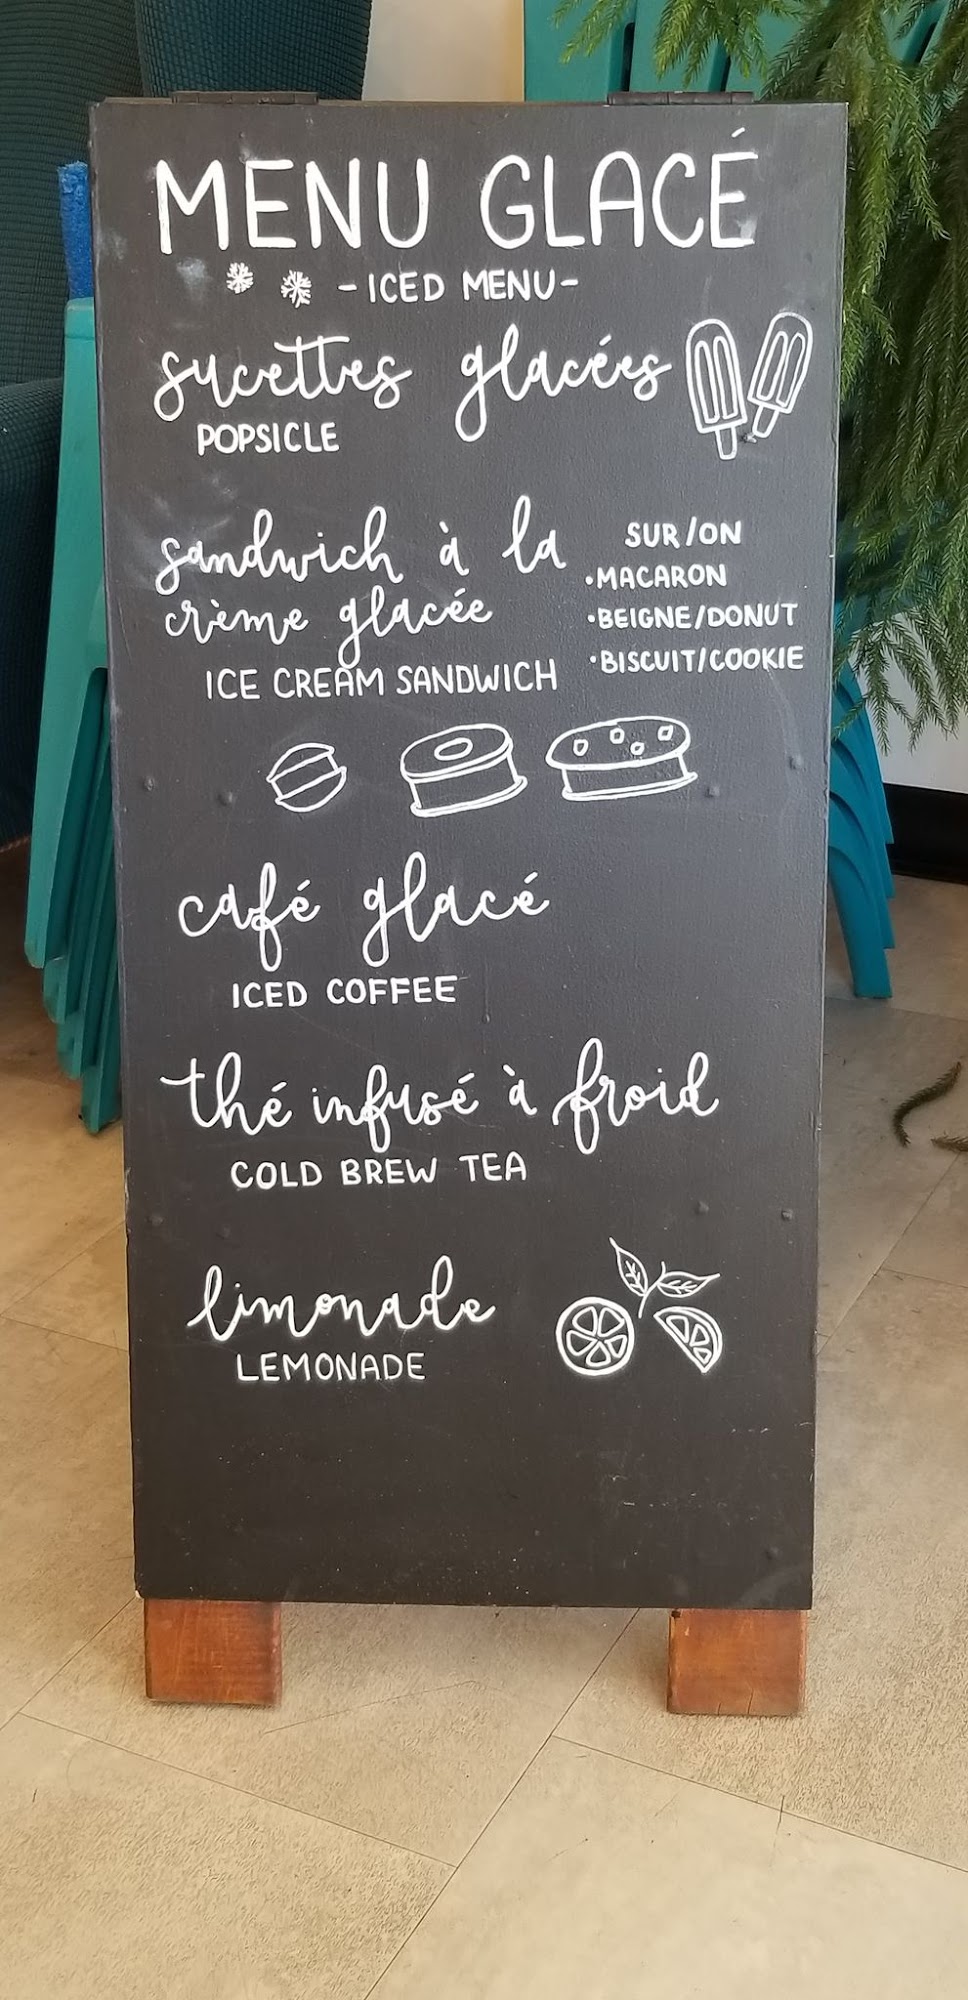 MENU GLACÉ
-ICED MENU-
sucettes glacées
POPSICLE
sandwich à la
crème glacée
ICE CREAM SANDWICH
SUR/ON
•MACARON
•BEIGNE/DONUT
•BISCUIT/COOKIE
café glacé
ICED COFFEE
thé infusé à froid
COLD BREW TEA
limonade
LEMONADE